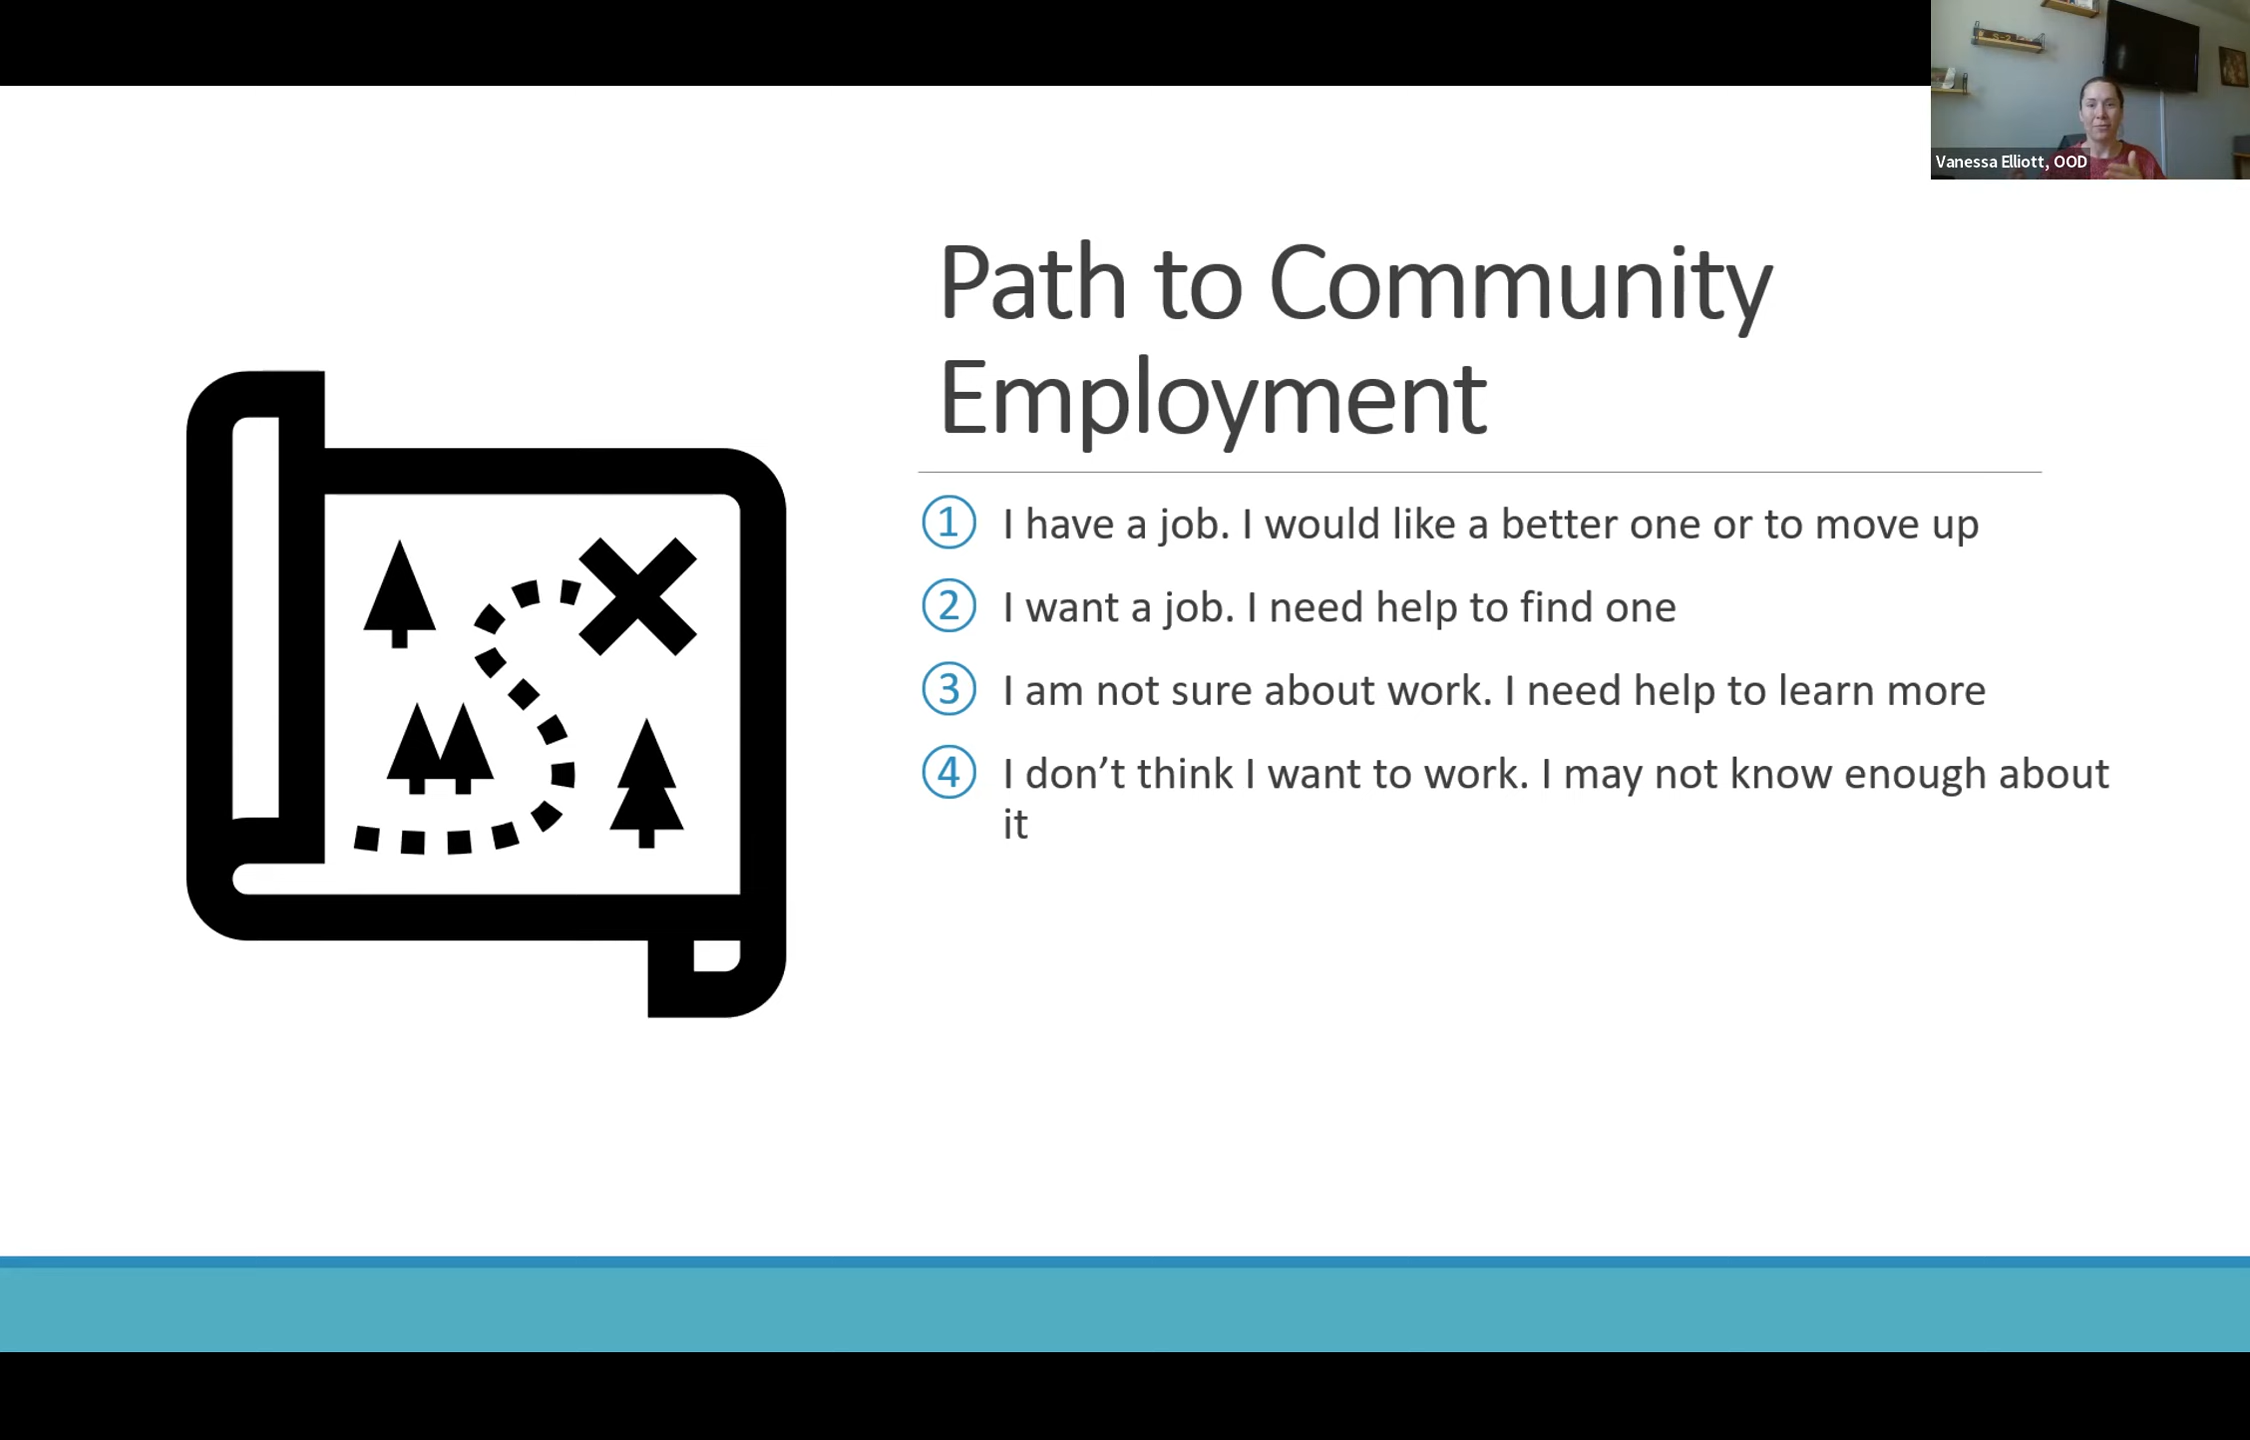 Vanessa Elliott, OOD
Path to Community
Employment
① I have a job. I would like a better one or to move up
② I want a job. I need help to find one
③ I am not sure about work. I need help to learn more
④ I don’t think I want to work. I may not know enough about
it